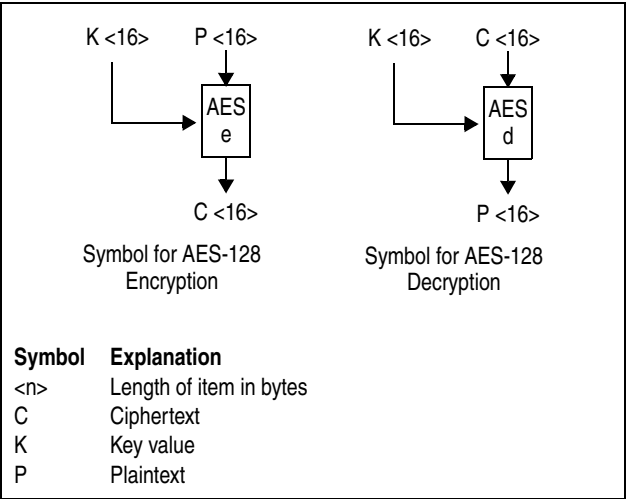 K <16> P <16>
AES
e
C <16>
Symbol for AES-128
Encryption
K <16> C <16>
AES
d
P <16>
Symbol for AES-128
Decryption
Symbol Explanation
<n> Length of item in bytes
C Ciphertext
K Key value
P Plaintext